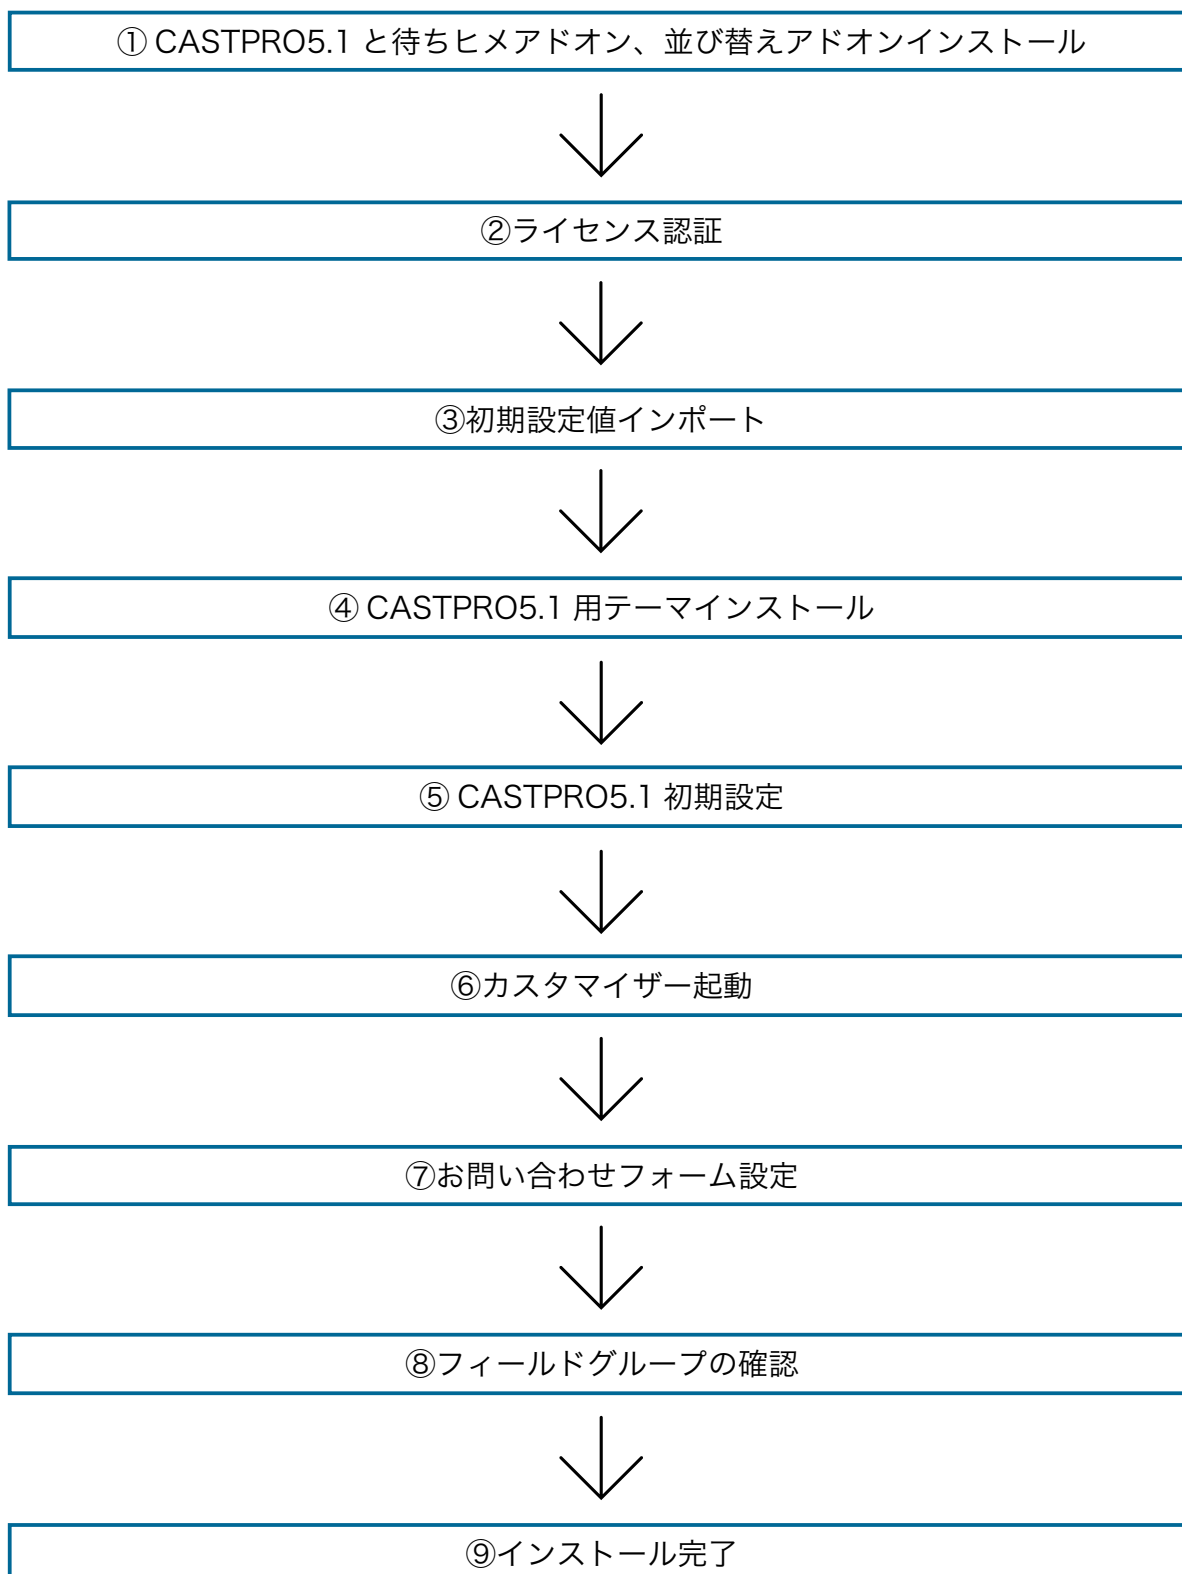 ① CASTPRO5.1 と待ちヒメアドオン、並び替えアドオンインストール
②ライセンス認証
③初期設定値インポート
④ CASTPRO5.1 用テーマインストール
⑤ CASTPRO5.1 初期設定
⑥カスタマイザー起動
⑦お問い合わせフォーム設定
⑧フィールドグループの確認
⑨インストール完了